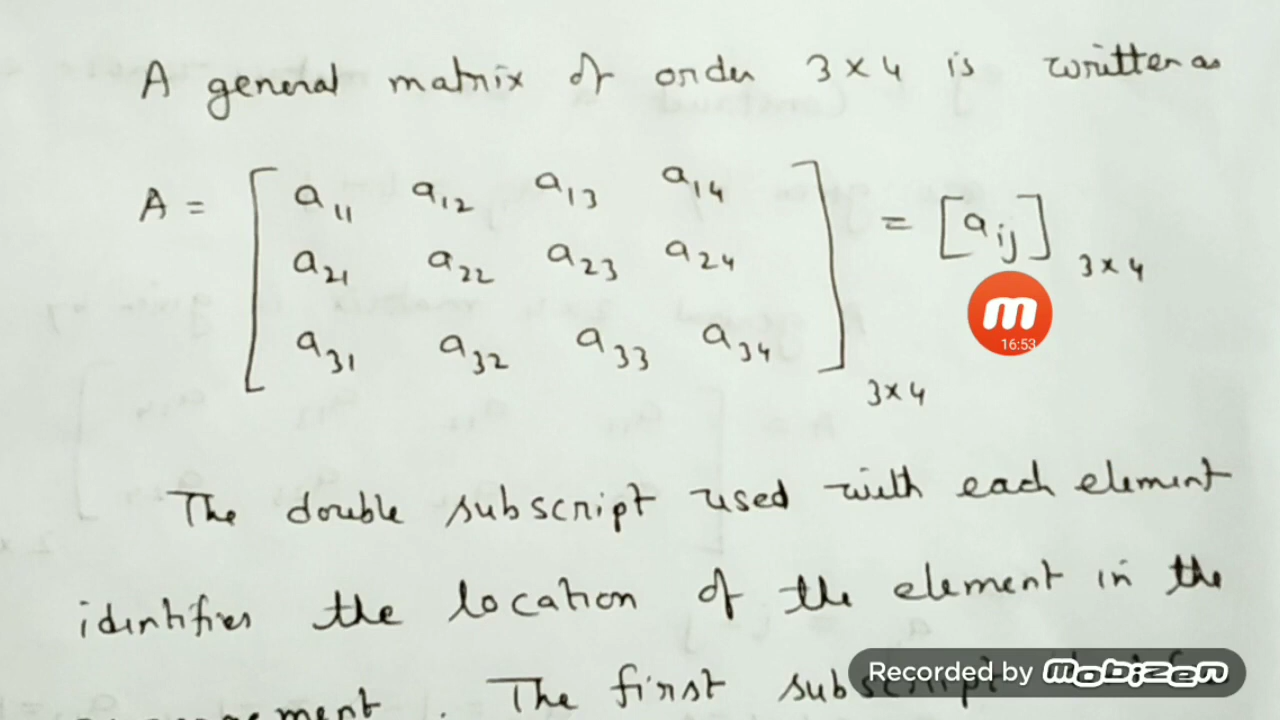 A general matrix of order 3 × 4 is written as
A = [ a11 a12 a13 a14
a21 a22 a23 a24
a31 a32 a33 a34 ] 3×4 = [aij] 3×4
m
16:53
The double subscript used with each element
identifies the location of the element in the
The first subscript
Recorded by mobizen